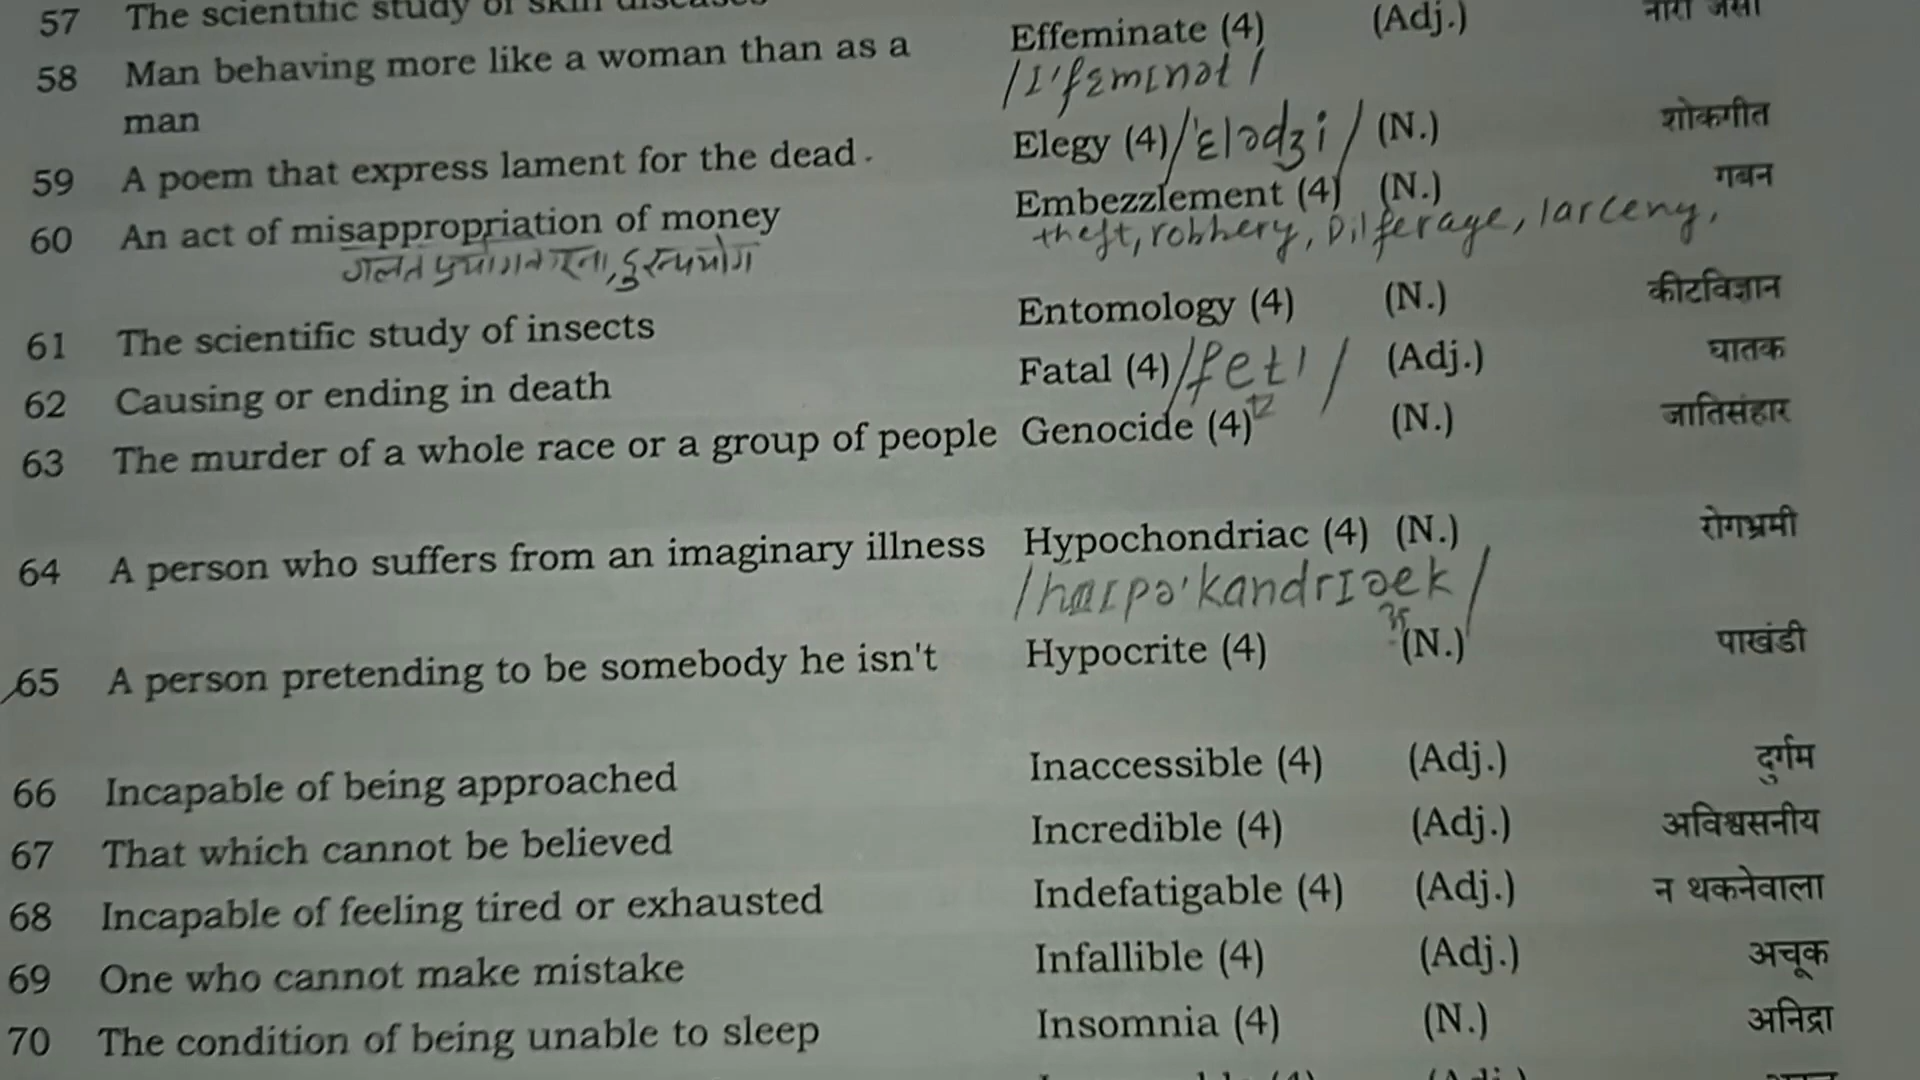 57 The scientific study of skin diseases
Effeminate (4) (Adj.) नारी जैसा
58 Man behaving more like a woman than as a
/ɪ'fɛmɪnət/
man
Elegy (4) /'ɛlədʒi/ (N.) शोकगीत
59 A poem that express lament for the dead.
Embezzlement (4) (N.) गबन
60 An act of misappropriation of money
theft, robbery, Pilferage, larceny,
गलत प्रयोग करना, दुरुपयोग
61 The scientific study of insects Entomology (4) (N.) कीटविज्ञान
62 Causing or ending in death Fatal (4) /fetl/ (Adj.) घातक
63 The murder of a whole race or a group of people Genocide (4) (N.) जातिसंहार
64 A person who suffers from an imaginary illness Hypochondriac (4) (N.) रोगभ्रमी
65 A person pretending to be somebody he isn't Hypocrite (4) (N.) पाखंडी
66 Incapable of being approached Inaccessible (4) (Adj.) दुर्गम
67 That which cannot be believed Incredible (4) (Adj.) अविश्वसनीय
68 Incapable of feeling tired or exhausted Indefatigable (4) (Adj.) न थकनेवाला
69 One who cannot make mistake Infallible (4) (Adj.) अचूक
70 The condition of being unable to sleep Insomnia (4) (N.) अनिद्रा